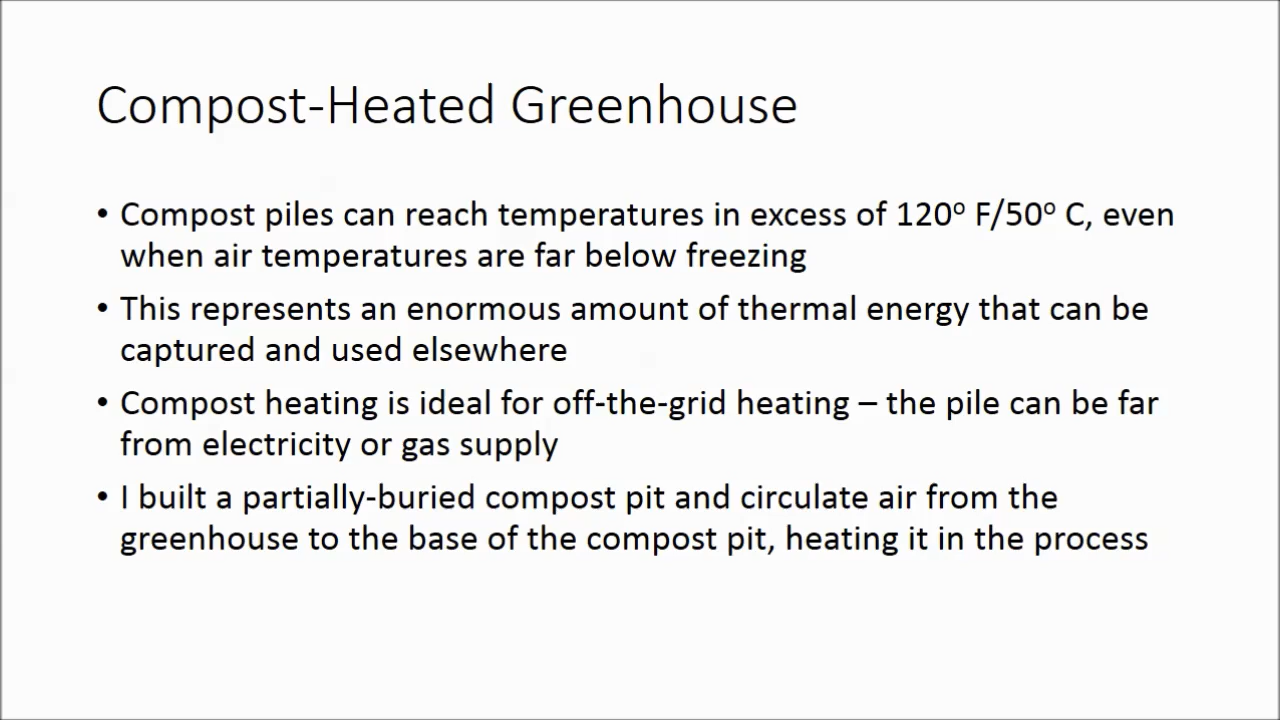 Compost-Heated Greenhouse
• Compost piles can reach temperatures in excess of 120º F/50º C, even
when air temperatures are far below freezing
• This represents an enormous amount of thermal energy that can be
captured and used elsewhere
• Compost heating is ideal for off-the-grid heating – the pile can be far
from electricity or gas supply
• I built a partially-buried compost pit and circulate air from the
greenhouse to the base of the compost pit, heating it in the process